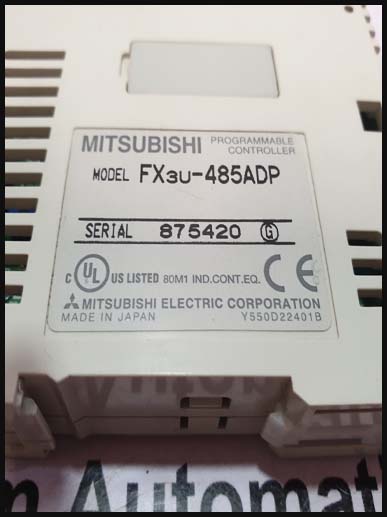 MITSUBISHI PROGRAMMABLE CONTROLLER
MODEL FX3U-485ADP
SERIAL 875420 G
C UL US LISTED 80M1 IND.CONT.EQ. CE
MITSUBISHI ELECTRIC CORPORATION
MADE IN JAPAN Y550D22401B
m Automati